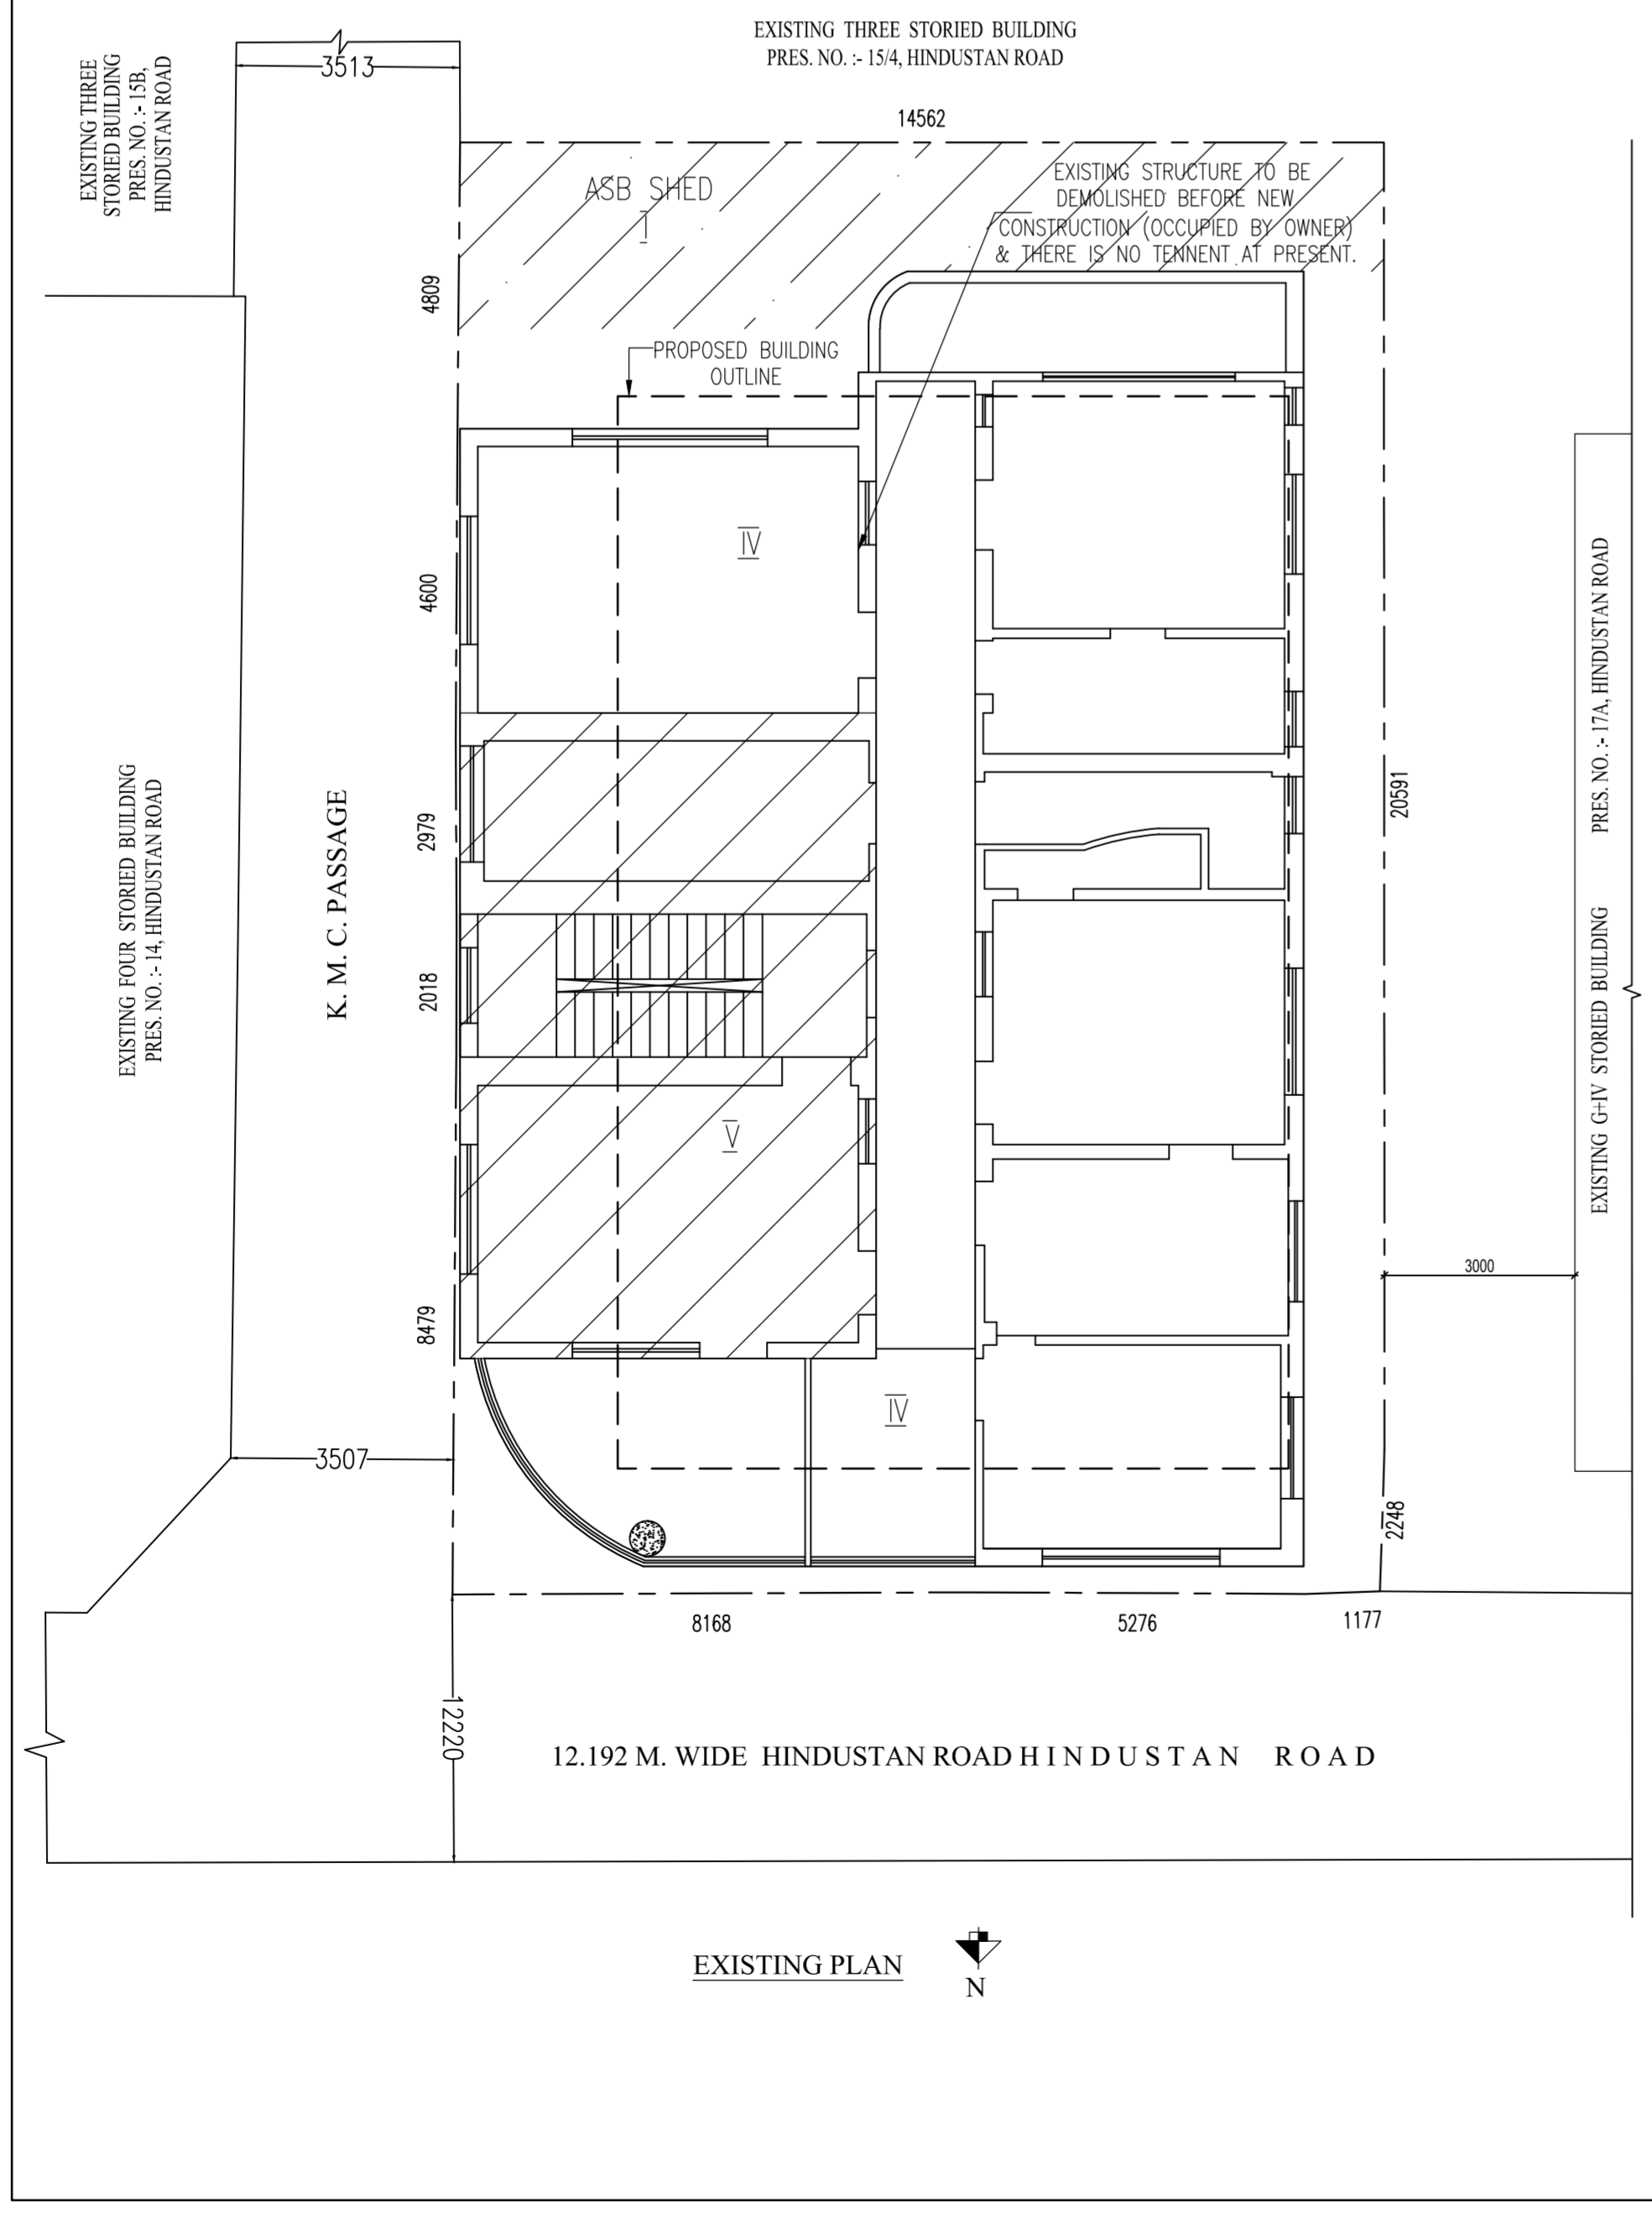 EXISTING THREE STORIED BUILDING
PRES. NO. :- 15/4, HINDUSTAN ROAD
EXISTING THREE
STORIED BUILDING
PRES. NO. :- 15B,
HINDUSTAN ROAD
3513
14562
ASB SHED
I
EXISTING STRUCTURE TO BE
DEMOLISHED BEFORE NEW
CONSTRUCTION (OCCUPIED BY OWNER)
& THERE IS NO TENNENT AT PRESENT.
4809
PROPOSED BUILDING
OUTLINE
IV
4600
EXISTING FOUR STORIED BUILDING
PRES. NO. :- 14, HINDUSTAN ROAD
K. M. C. PASSAGE
2979
20591
EXISTING G+IV STORIED BUILDING PRES. NO. :- 17A, HINDUSTAN ROAD
2018
V
3000
8479
IV
3507
2248
8168
5276
1177
12220
12.192 M. WIDE HINDUSTAN ROAD H I N D U S T A N R O A D
EXISTING PLAN
N